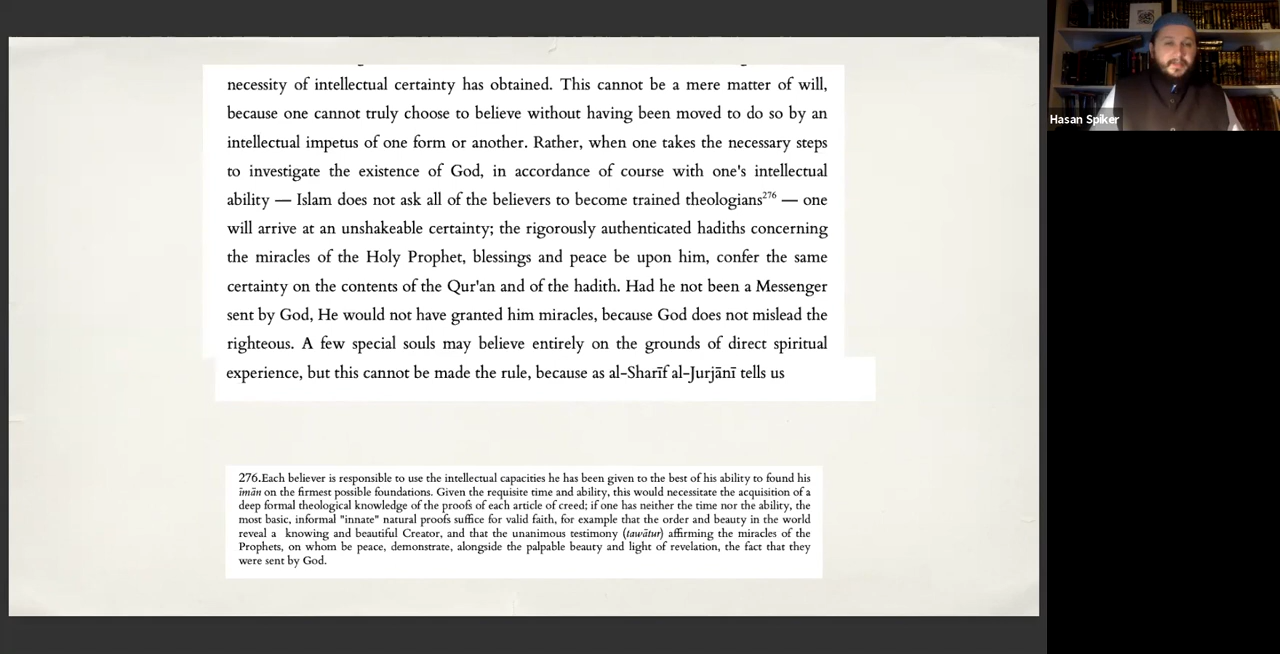 necessity of intellectual certainty has obtained. This cannot be a mere matter of will,
because one cannot truly choose to believe without having been moved to do so by an
intellectual impetus of one form or another. Rather, when one takes the necessary steps
to investigate the existence of God, in accordance of course with one's intellectual
ability — Islam does not ask all of the believers to become trained theologians276 — one
will arrive at an unshakeable certainty; the rigorously authenticated hadiths concerning
the miracles of the Holy Prophet, blessings and peace be upon him, confer the same
certainty on the contents of the Qur'an and of the hadith. Had he not been a Messenger
sent by God, He would not have granted him miracles, because God does not mislead the
righteous. A few special souls may believe entirely on the grounds of direct spiritual
experience, but this cannot be made the rule, because as al-Sharīf al-Jurjānī tells us
276.Each believer is responsible to use the intellectual capacities he has been given to the best of his ability to found his
īmān on the firmest possible foundations. Given the requisite time and ability, this would necessitate the acquisition of a
deep formal theological knowledge of the proofs of each article of creed; if one has neither the time nor the ability, the
most basic, informal "innate" natural proofs suffice for valid faith, for example that the order and beauty in the world
reveal a knowing and beautiful Creator, and that the unanimous testimony (tawātur) affirming the miracles of the
Prophets, on whom be peace, demonstrate, alongside the palpable beauty and light of revelation, the fact that they
were sent by God.
Hasan Spiker